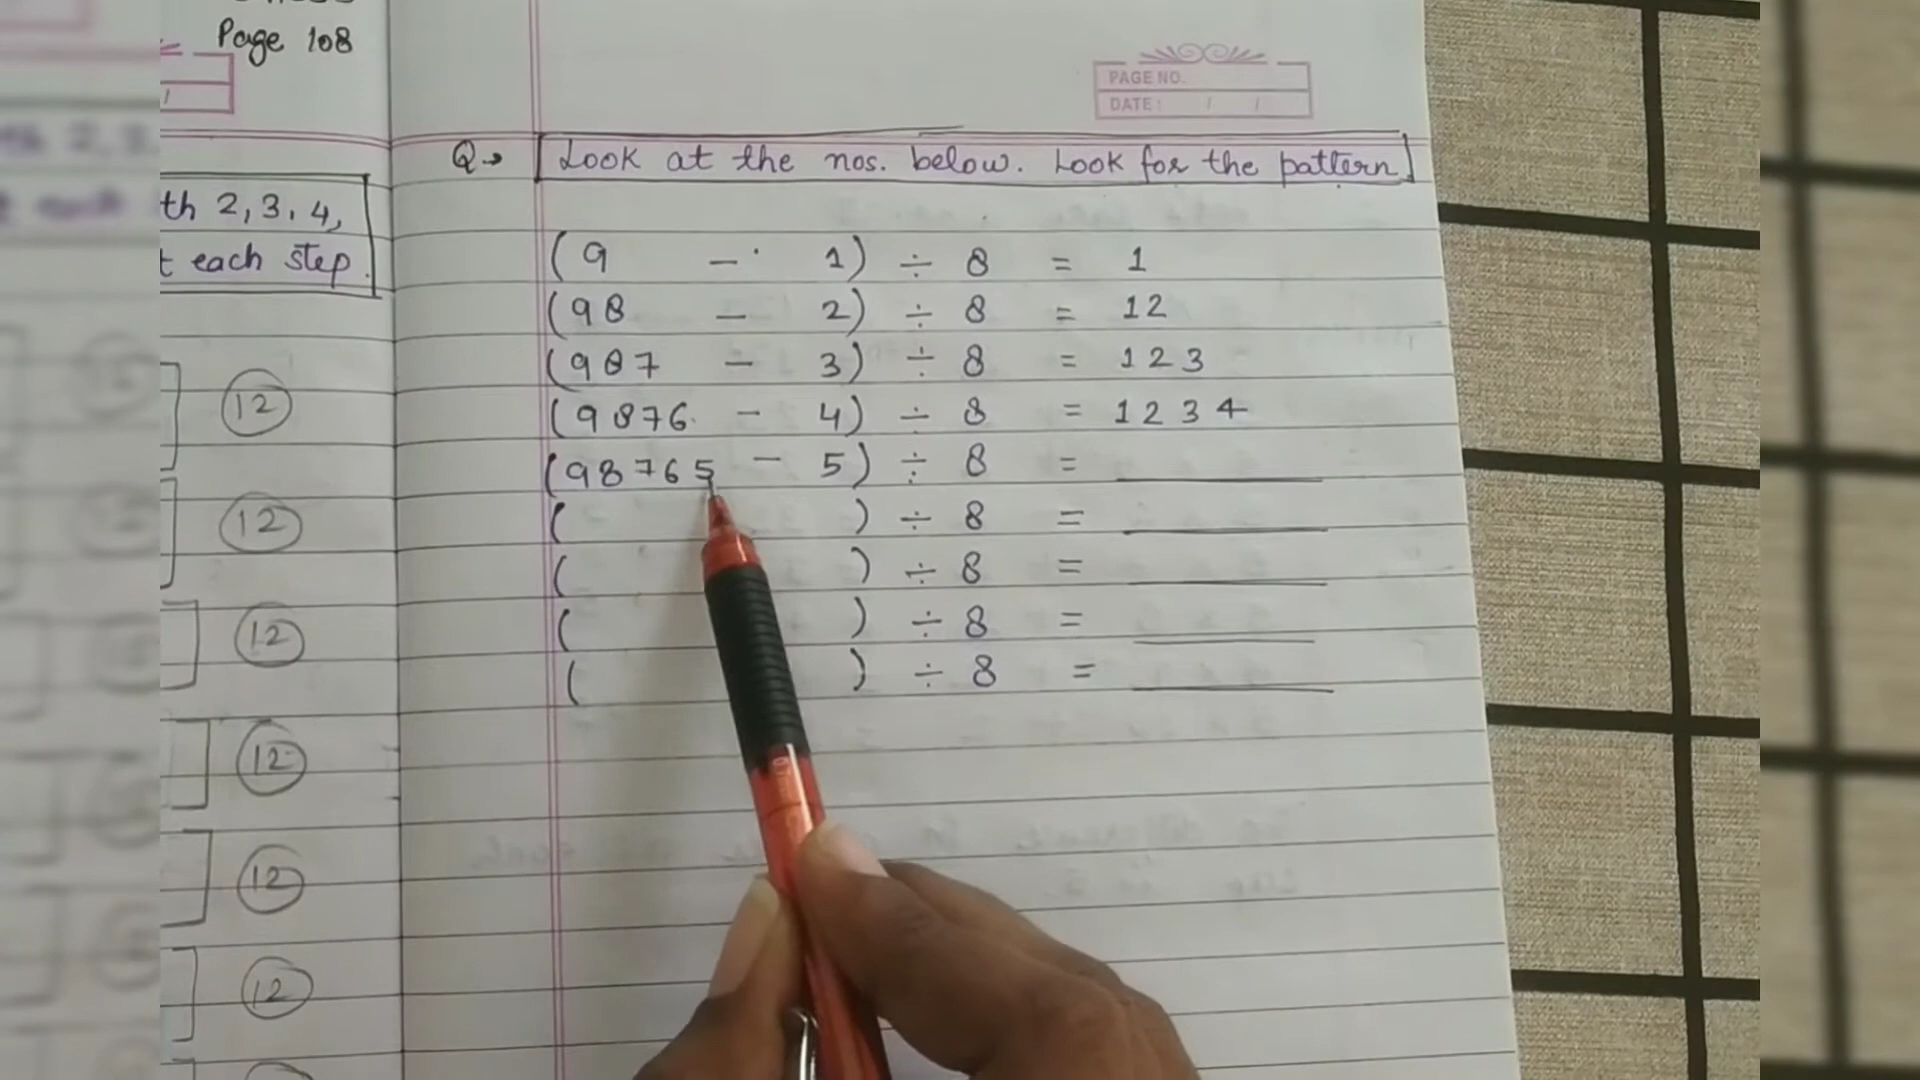 Page 108
th 2, 3, 4,
t each step.
12
12
12
12
12
12
PAGE NO.
DATE: / /
Q→ Look at the nos. below. Look for the pattern
(9 - 1) ÷ 8 = 1
(98 - 2) ÷ 8 = 12
(987 - 3) ÷ 8 = 123
(9876 - 4) ÷ 8 = 1234
(98765 - 5) ÷ 8 =
( ) ÷ 8 =
( ) ÷ 8 =
( ) ÷ 8 =
( ) ÷ 8 =